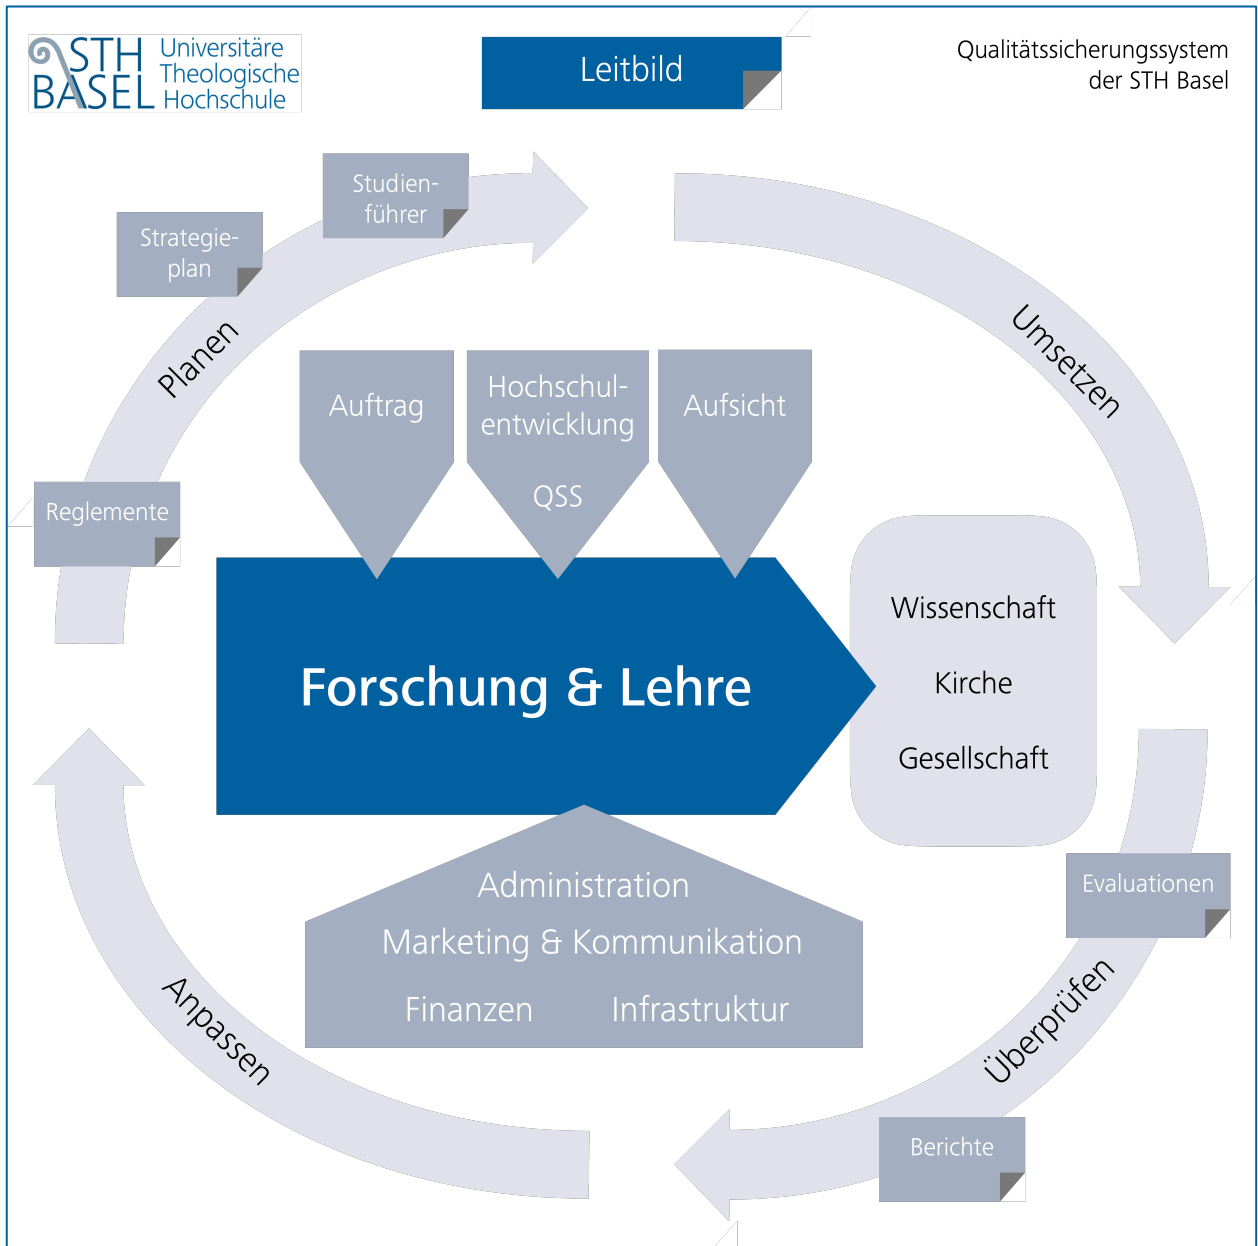 STH
BASEL
Universitäre
Theologische
Hochschule
Leitbild
Qualitätssicherungssystem
der STH Basel
Studien-
führer
Strategie-
plan
Planen
Umsetzen
Auftrag
Hochschul-
entwicklung
QSS
Aufsicht
Reglemente
Forschung & Lehre
Wissenschaft
Kirche
Gesellschaft
Administration
Marketing & Kommunikation
Finanzen Infrastruktur
Evaluationen
Anpassen
Überprüfen
Berichte